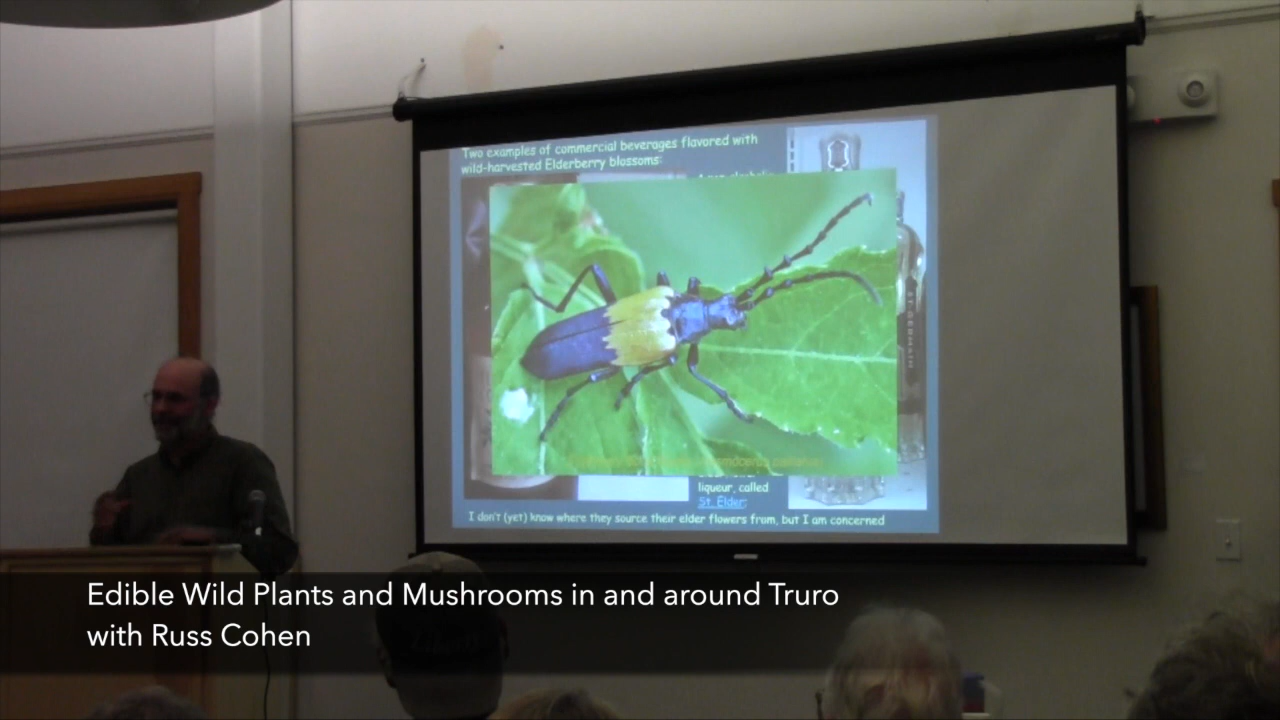 Two examples of commercial beverages flavored with
wild-harvested Elderberry blossoms:
liqueur, called
St. Elder;
I don't (yet) know where they source their elder flowers from, but I am concerned
ST-GERMAIN
Edible Wild Plants and Mushrooms in and around Truro
with Russ Cohen